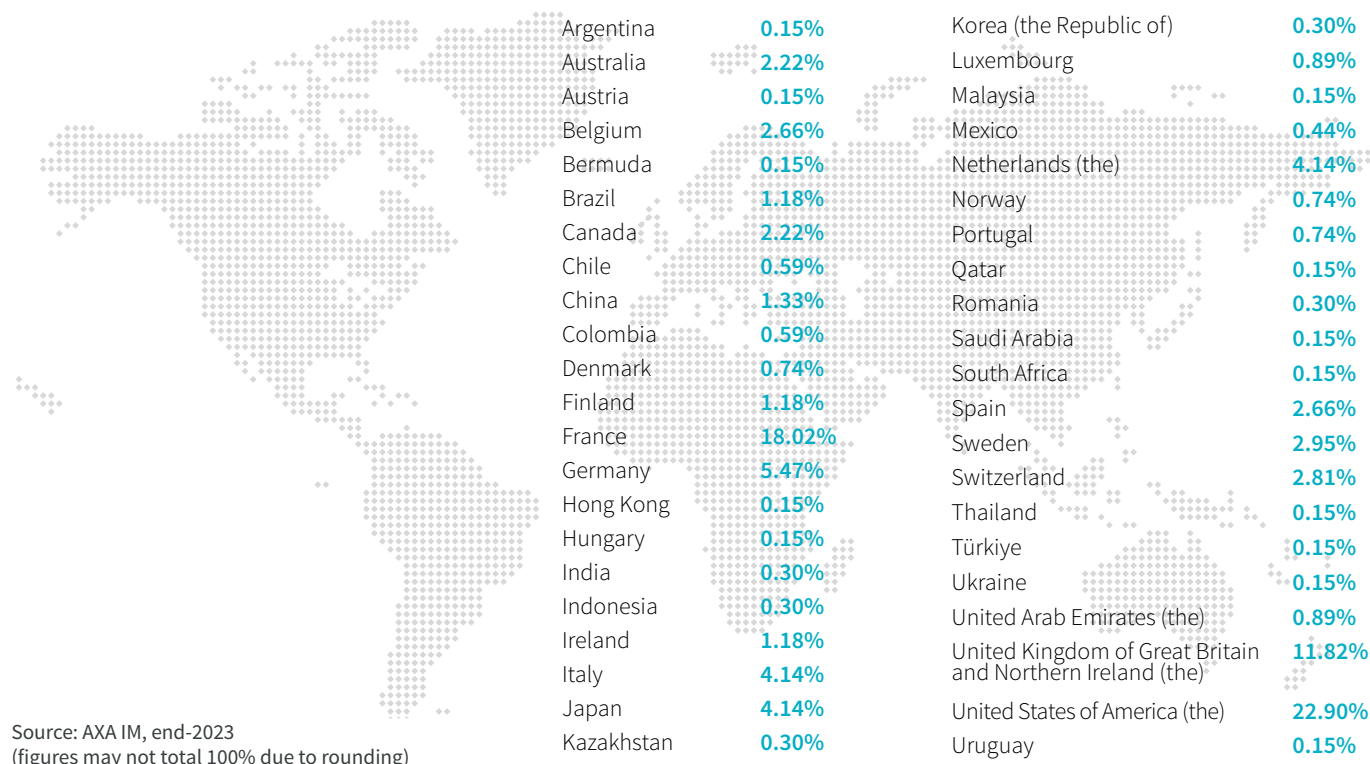 Argentina 0.15%
Australia 2.22%
Austria 0.15%
Belgium 2.66%
Bermuda 0.15%
Brazil 1.18%
Canada 2.22%
Chile 0.59%
China 1.33%
Colombia 0.59%
Denmark 0.74%
Finland 1.18%
France 18.02%
Germany 5.47%
Hong Kong 0.15%
Hungary 0.15%
India 0.30%
Indonesia 0.30%
Ireland 1.18%
Italy 4.14%
Japan 4.14%
Kazakhstan 0.30%
Korea (the Republic of) 0.30%
Luxembourg 0.89%
Malaysia 0.15%
Mexico 0.44%
Netherlands (the) 4.14%
Norway 0.74%
Portugal 0.74%
Qatar 0.15%
Romania 0.30%
Saudi Arabia 0.15%
South Africa 0.15%
Spain 2.66%
Sweden 2.95%
Switzerland 2.81%
Thailand 0.15%
Türkiye 0.15%
Ukraine 0.15%
United Arab Emirates (the) 0.89%
United Kingdom of Great Britain 11.82%
and Northern Ireland (the)
United States of America (the) 22.90%
Uruguay 0.15%
Source: AXA IM, end-2023
(figures may not total 100% due to rounding)